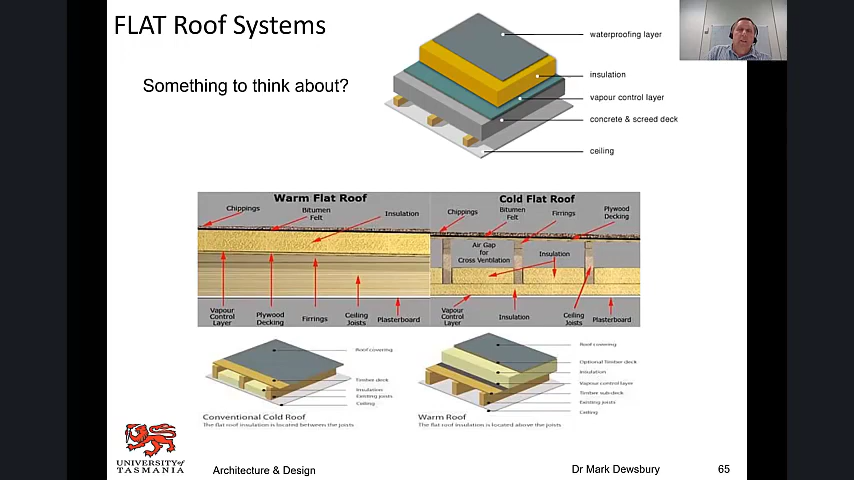 FLAT Roof Systems
Something to think about?
waterproofing layer
insulation
vapour control layer
concrete & screed deck
ceiling
Warm Flat Roof
Chippings
Bitumen
Felt
Insulation
Vapour
Control
Layer
Plywood
Decking
Firrings
Ceiling
Joists
Plasterboard
Cold Flat Roof
Chippings
Bitumen
Felt
Firrings
Plywood
Decking
Air Gap
for
Cross Ventilation
Insulation
Vapour
Control
Layer
Insulation
Ceiling
Joists
Plasterboard
Roof covering
Timber deck
Insulation
Existing joists
Ceiling
Conventional Cold Roof
The flat roof insulation is located between the joists
Roof covering
Optional Timber deck
Insulation
Vapour control layer
Timber sub-deck
Existing joists
Ceiling
Warm Roof
The flat roof insulation is located above the joists
UNIVERSITY of
TASMANIA
Architecture & Design
Dr Mark Dewsbury
65